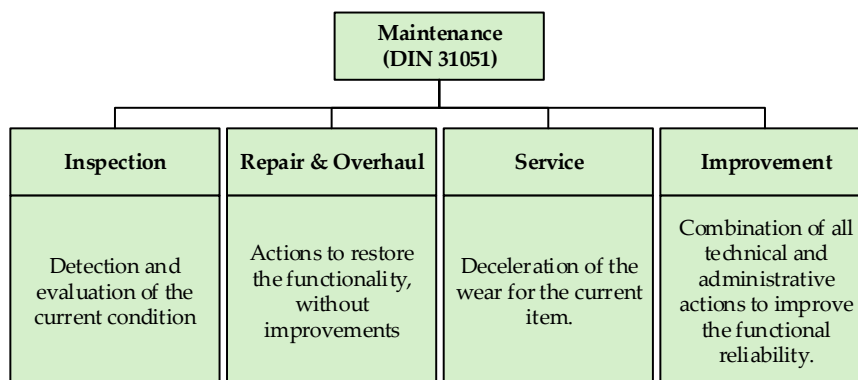 Maintenance
(DIN 31051)
Inspection
Detection and
evaluation of the
current condition
Repair & Overhaul
Actions to restore
the functionality,
without
improvements
Service
Deceleration of the
wear for the current
item.
Improvement
Combination of all
technical and
administrative
actions to improve
the functional
reliability.